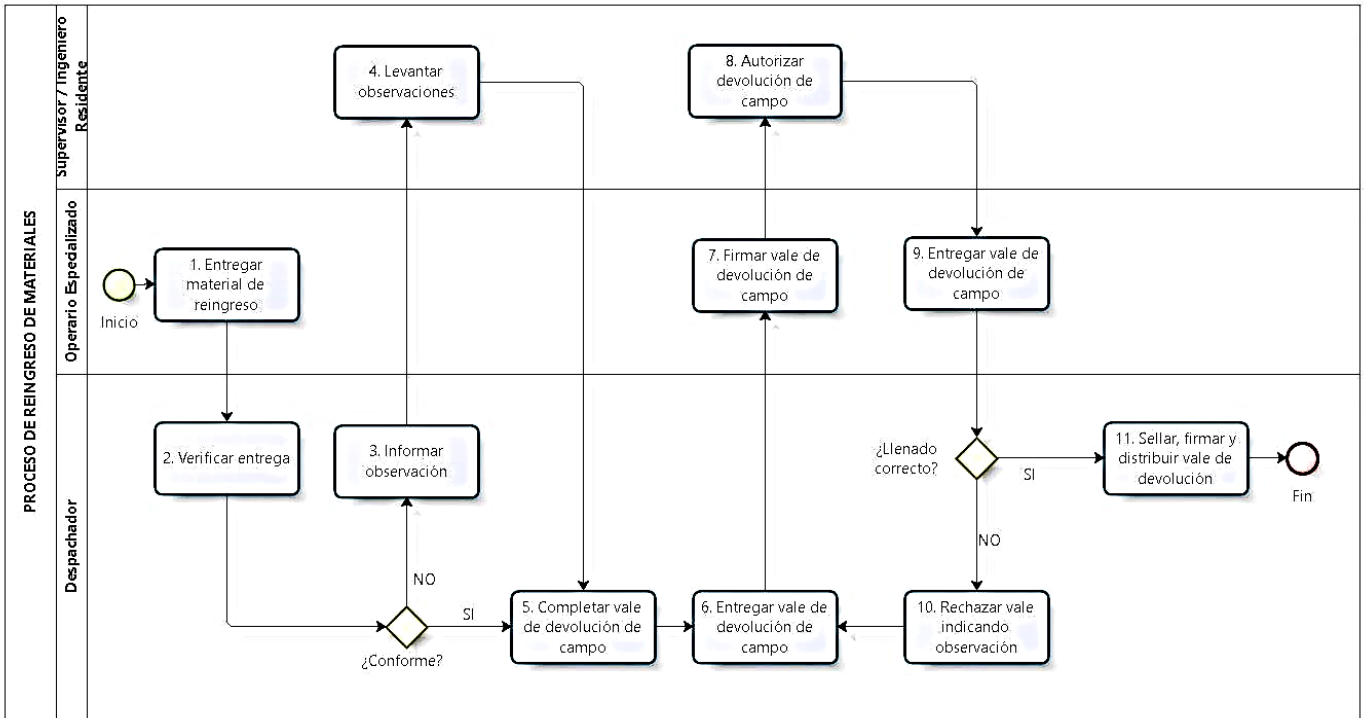 PROCESO DE REINGRESO DE MATERIALES
Supervisor / Ingeniero
Residente
4. Levantar
observaciones
8. Autorizar
devolución de
campo
Operario Espedializado
Inicio
1. Entregar
material de
reingreso
7. Firmar vale de
devolución de
campo
9. Entregar vale de
devolución de
campo
Despachador
2. Verificar entrega
3. Informar
observación
¿Llenado
correcto?
SI
11. Sellar, firmar y
distribuir vale de
devolución
Fin
NO
NO
¿Conforme?
SI
5. Completar vale
de devolución de
campo
6. Entregar vale de
devolución de
campo
10. Rechazar vale
indicando
observación